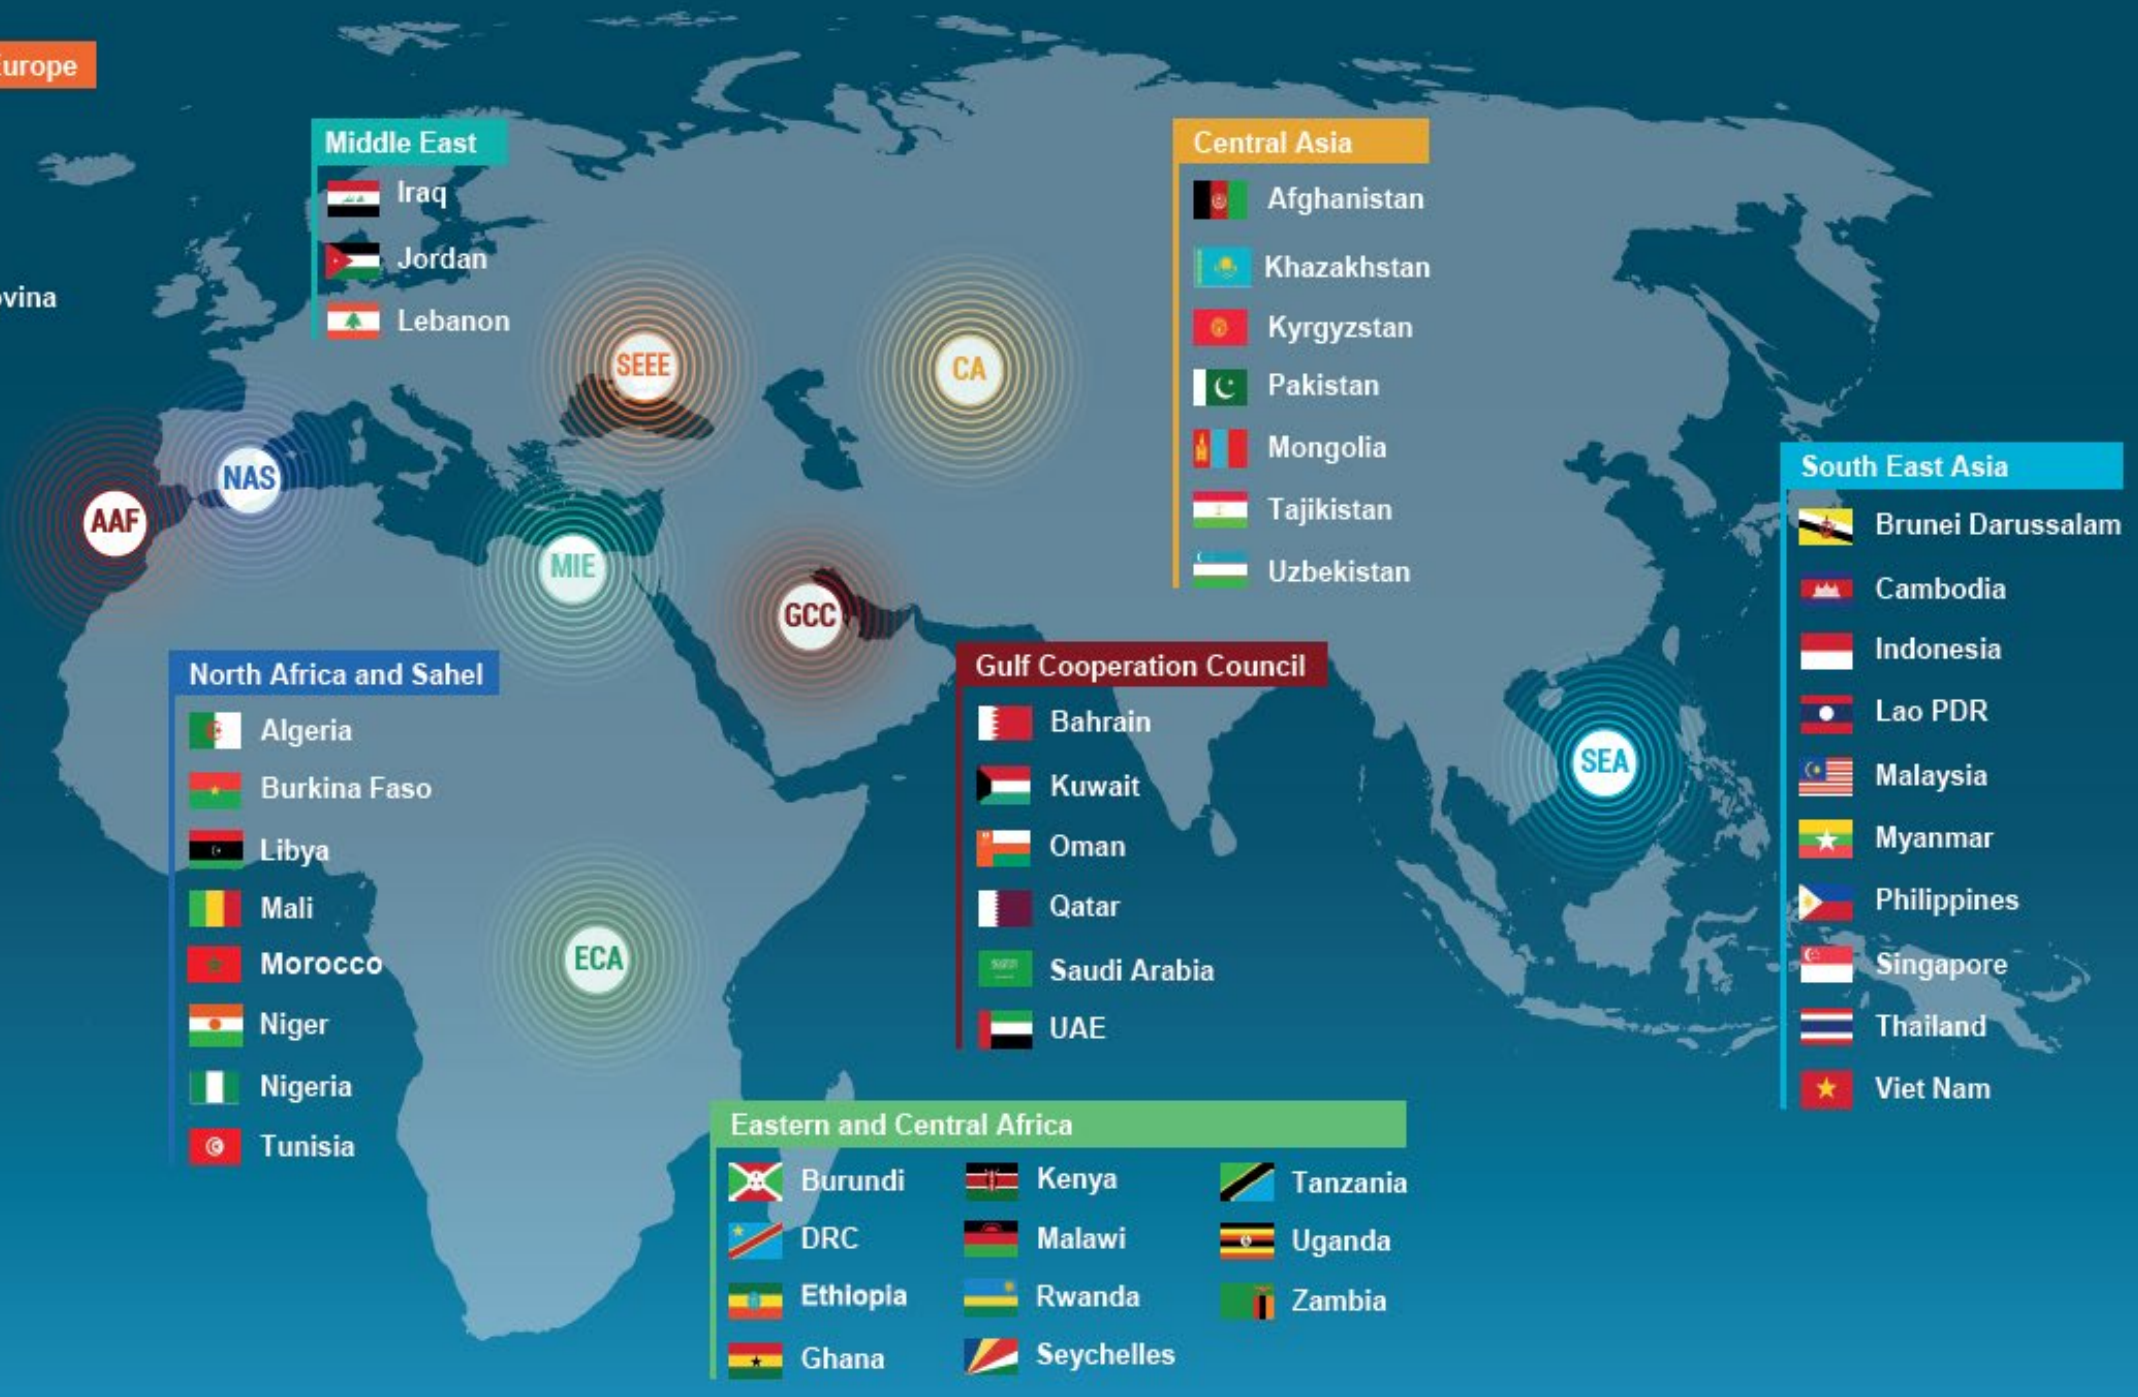 Europe
ovina
Middle East
Iraq
Jordan
Lebanon
Central Asia
Afghanistan
Khazakhstan
Kyrgyzstan
Pakistan
Mongolia
Tajikistan
Uzbekistan
SEEE
CA
NAS
AAF
MIE
GCC
SEA
ECA
South East Asia
Brunei Darussalam
Cambodia
Indonesia
Lao PDR
Malaysia
Myanmar
Philippines
Singapore
Thailand
Viet Nam
North Africa and Sahel
Algeria
Burkina Faso
Libya
Mali
Morocco
Niger
Nigeria
Tunisia
Gulf Cooperation Council
Bahrain
Kuwait
Oman
Qatar
Saudi Arabia
UAE
Eastern and Central Africa
Burundi
DRC
Ethiopia
Ghana
Kenya
Malawi
Rwanda
Seychelles
Tanzania
Uganda
Zambia